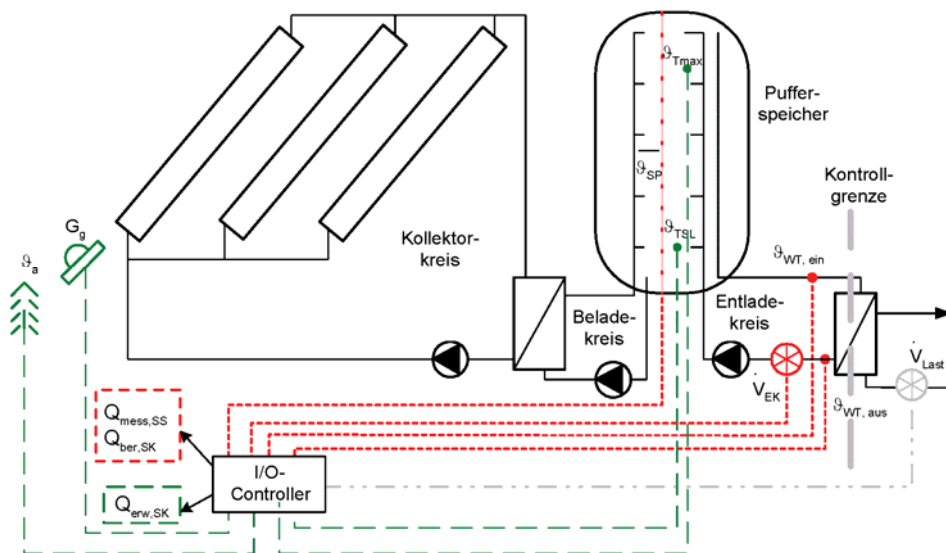 ϑTmax
Puffer-
speicher
ϑSP
Kontroll-
grenze
Gg
ϑa
Kollektor-
kreis
ϑTSL
ϑWT, ein
Belade-
kreis
Entlade-
kreis
V̇EK
V̇Last
ϑWT, aus
Qmess,SS
Qber,SK
I/O-
Controller
Qerw,SK